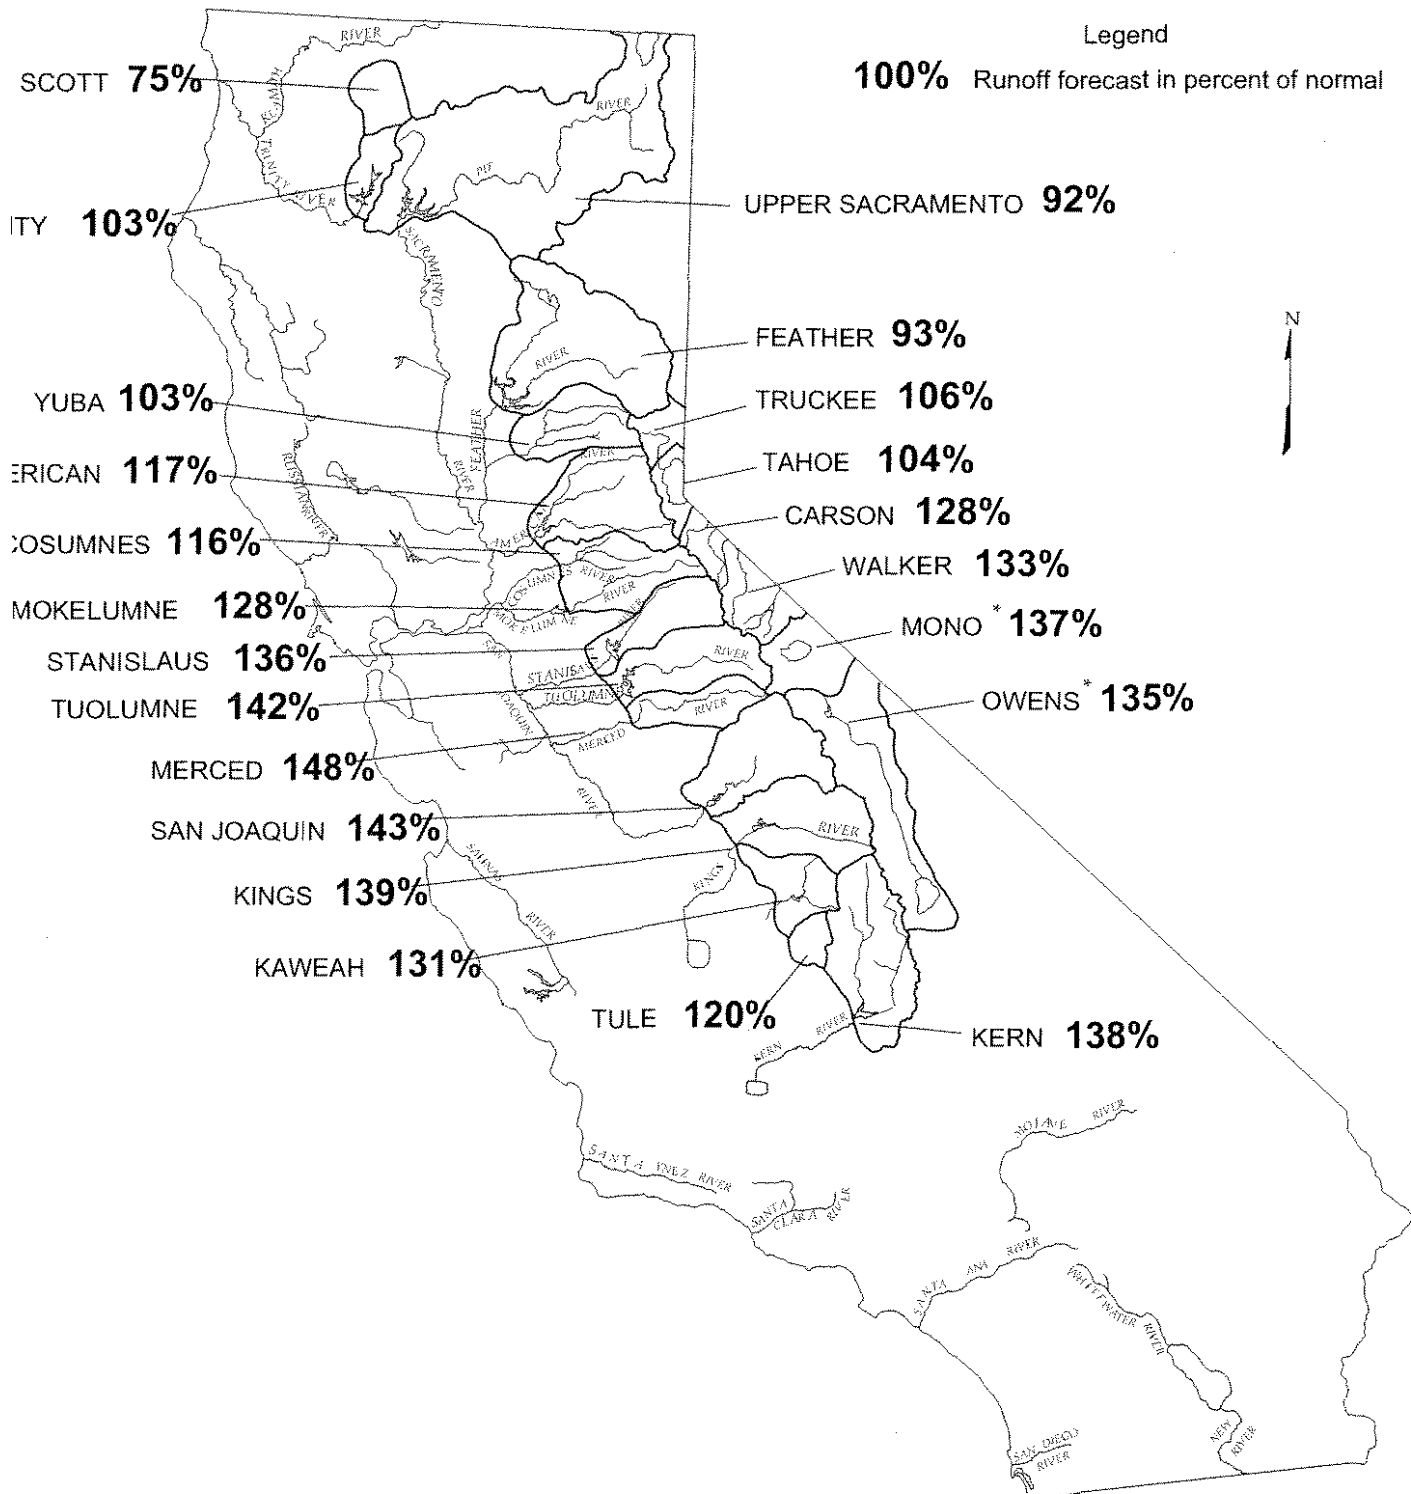 Legend
100% Runoff forecast in percent of normal
SCOTT 75%
ITY 103%
UPPER SACRAMENTO 92%
FEATHER 93%
YUBA 103%
TRUCKEE 106%
ERICAN 117%
TAHOE 104%
CARSON 128%
COSUMNES 116%
WALKER 133%
MOKELUMNE 128%
MONO * 137%
STANISLAUS 136%
OWENS * 135%
TUOLUMNE 142%
MERCED 148%
SAN JOAQUIN 143%
KINGS 139%
KAWEAH 131%
TULE 120%
KERN 138%
N
RIVER
TRINITY RIVER
PIT
RIVER
SACRAMENTO
RIVER
FEATHER
RIVER
RIVER
RUSSIAN RIVER
AMERICAN
COSUMNES RIVER
RIVER
RIVER
TUOLUMNE
RIVER
MERCED
RIVER
SAN
JOAQUIN
RIVER
RIVER
KINGS
SALINAS
RIVER
KERN
RIVER
MOJAVE RIVER
SANTA YNEZ RIVER
SANTA
CLARA
RIVER
SANTA ANA RIVER
WHITEWATER RIVER
NEW
RIVER
SAN DIEGO
RIVER